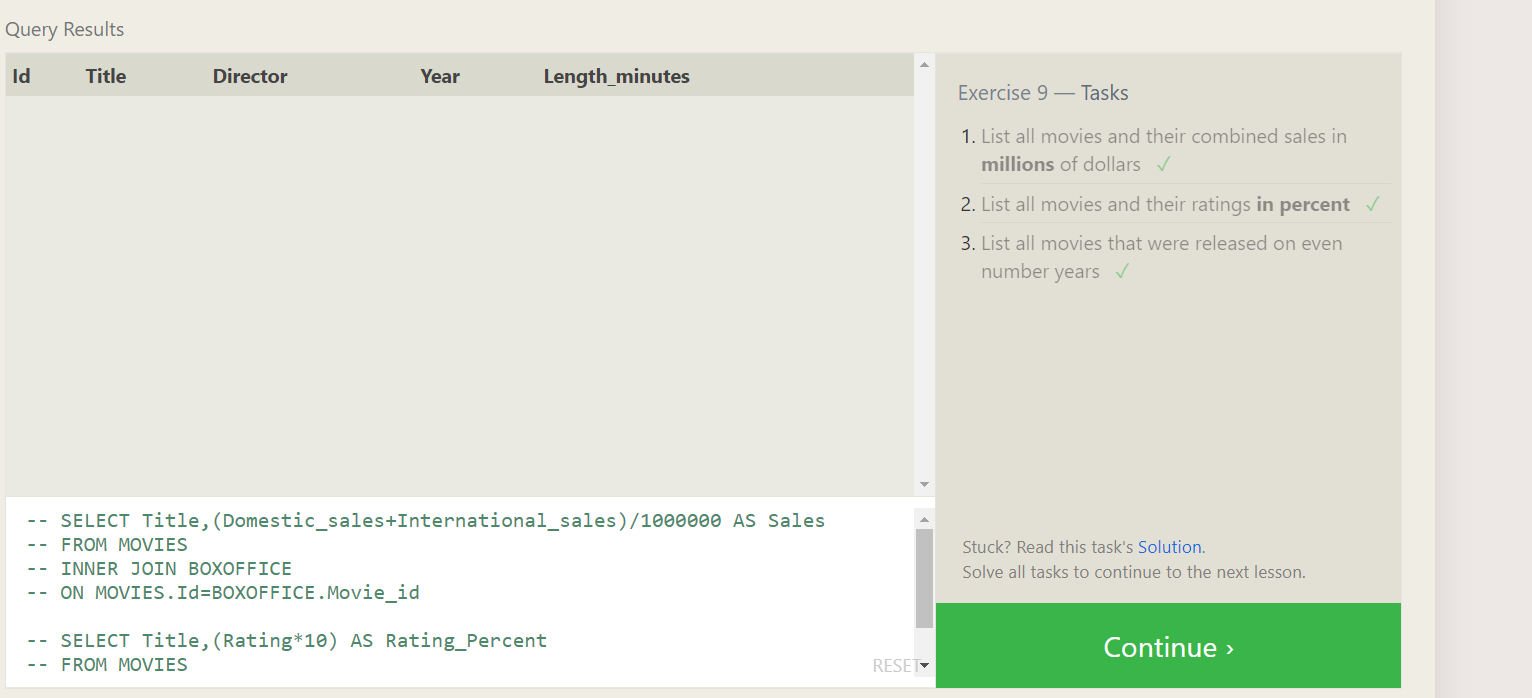 Query Results
Id Title Director Year Length_minutes
Exercise 9 — Tasks
1. List all movies and their combined sales in
millions of dollars ✓
2. List all movies and their ratings in percent ✓
3. List all movies that were released on even
number years ✓
Stuck? Read this task's Solution.
Solve all tasks to continue to the next lesson.
Continue ›
-- SELECT Title,(Domestic_sales+International_sales)/1000000 AS Sales
-- FROM MOVIES
-- INNER JOIN BOXOFFICE
-- ON MOVIES.Id=BOXOFFICE.Movie_id
-- SELECT Title,(Rating*10) AS Rating_Percent
-- FROM MOVIES
RESET